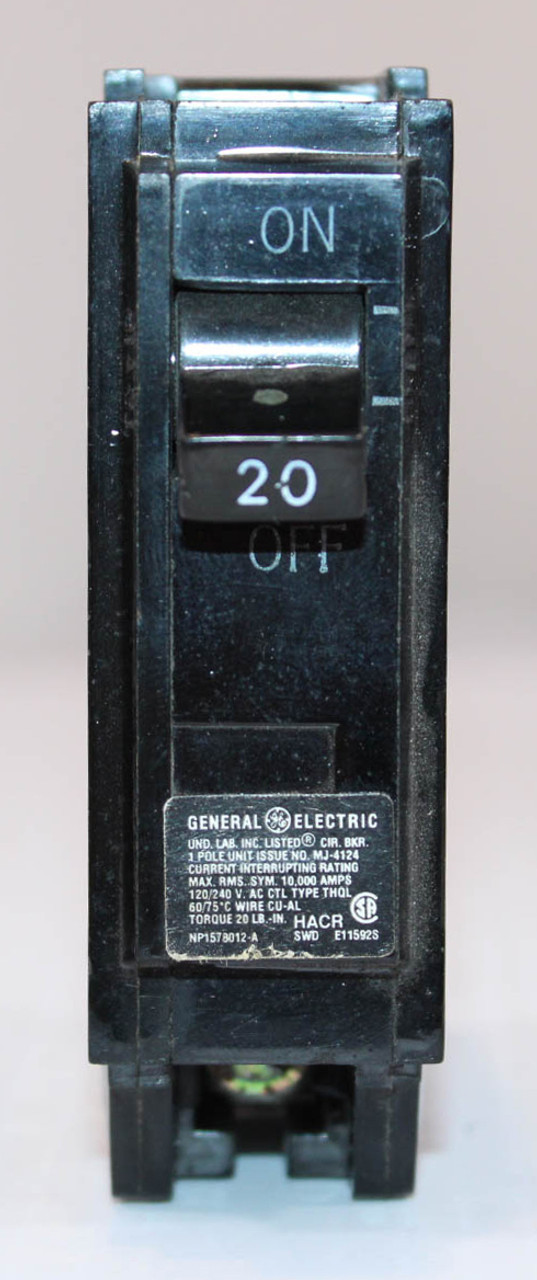 ON
20
OFF
GENERAL GE ELECTRIC
UND. LAB. INC. LISTED® CIR. BKR.
1 POLE UNIT ISSUE NO. MJ-4124
CURRENT INTERRUPTING RATING
MAX. RMS. SYM. 10,000 AMPS
120/240 V. AC CTL TYPE THQL
60/75°C WIRE CU-AL
TORQUE 20 LB.-IN. HACR SA
NP1578012-A SWD E11592S